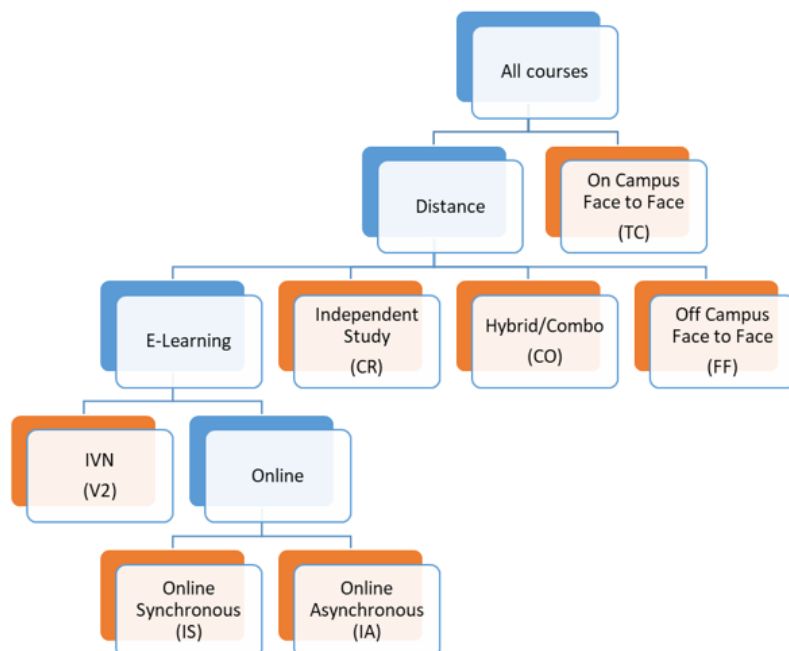 All courses
Distance
On Campus
Face to Face
(TC)
E-Learning
Independent
Study
(CR)
Hybrid/Combo
(CO)
Off Campus
Face to Face
(FF)
IVN
(V2)
Online
Online
Synchronous
(IS)
Online
Asynchronous
(IA)